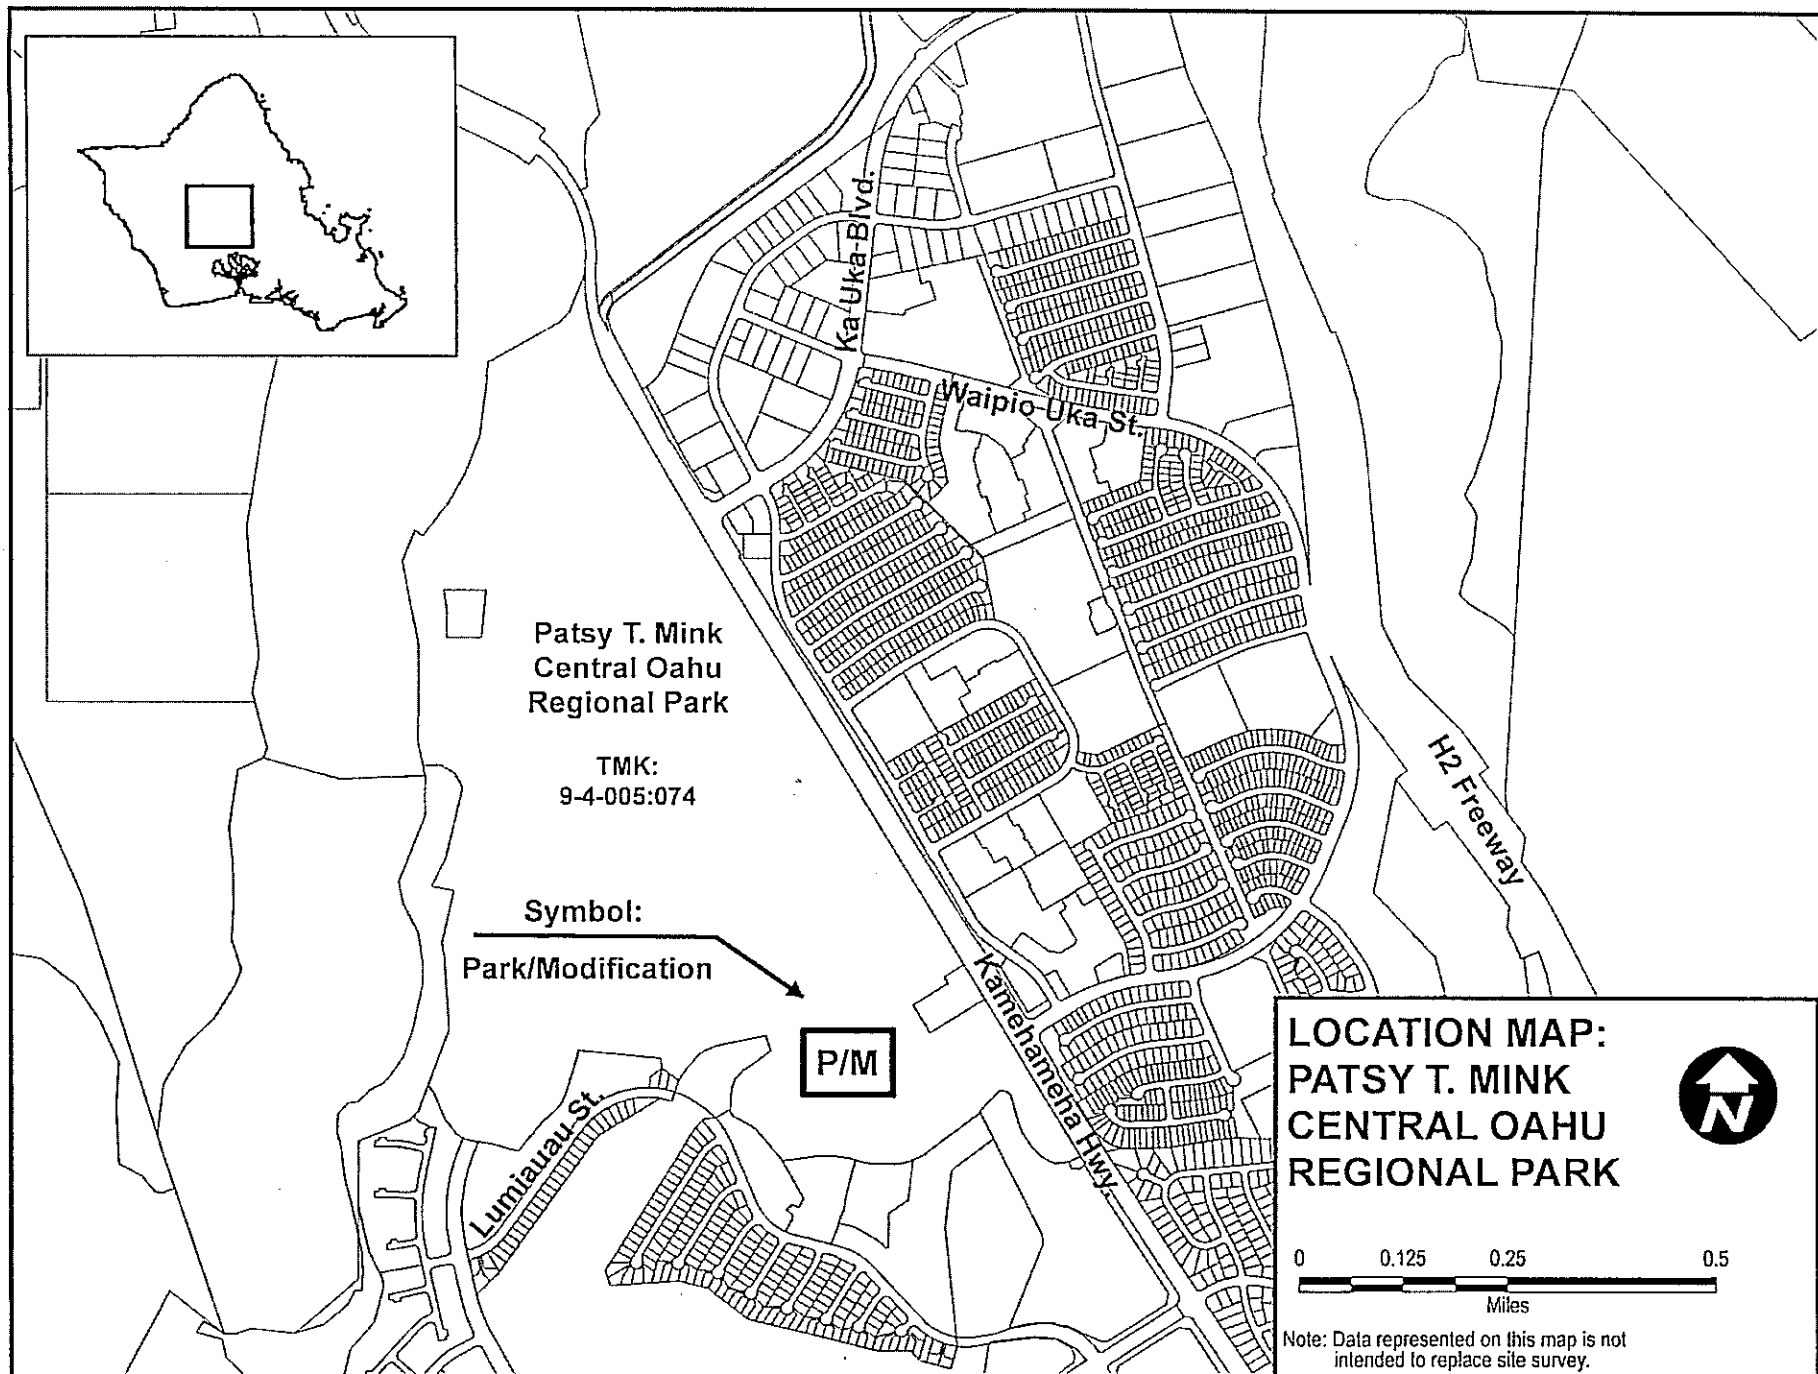 Ka Uka Blvd.
Waipio Uka St.
Patsy T. Mink
Central Oahu
Regional Park
TMK:
9-4-005:074
H2 Freeway
Symbol:
Park/Modification
P/M
Kamehameha Hwy.
Lumiauau St.
LOCATION MAP:
PATSY T. MINK
CENTRAL OAHU
REGIONAL PARK
N
0 0.125 0.25 0.5
Miles
Note: Data represented on this map is not
intended to replace site survey.